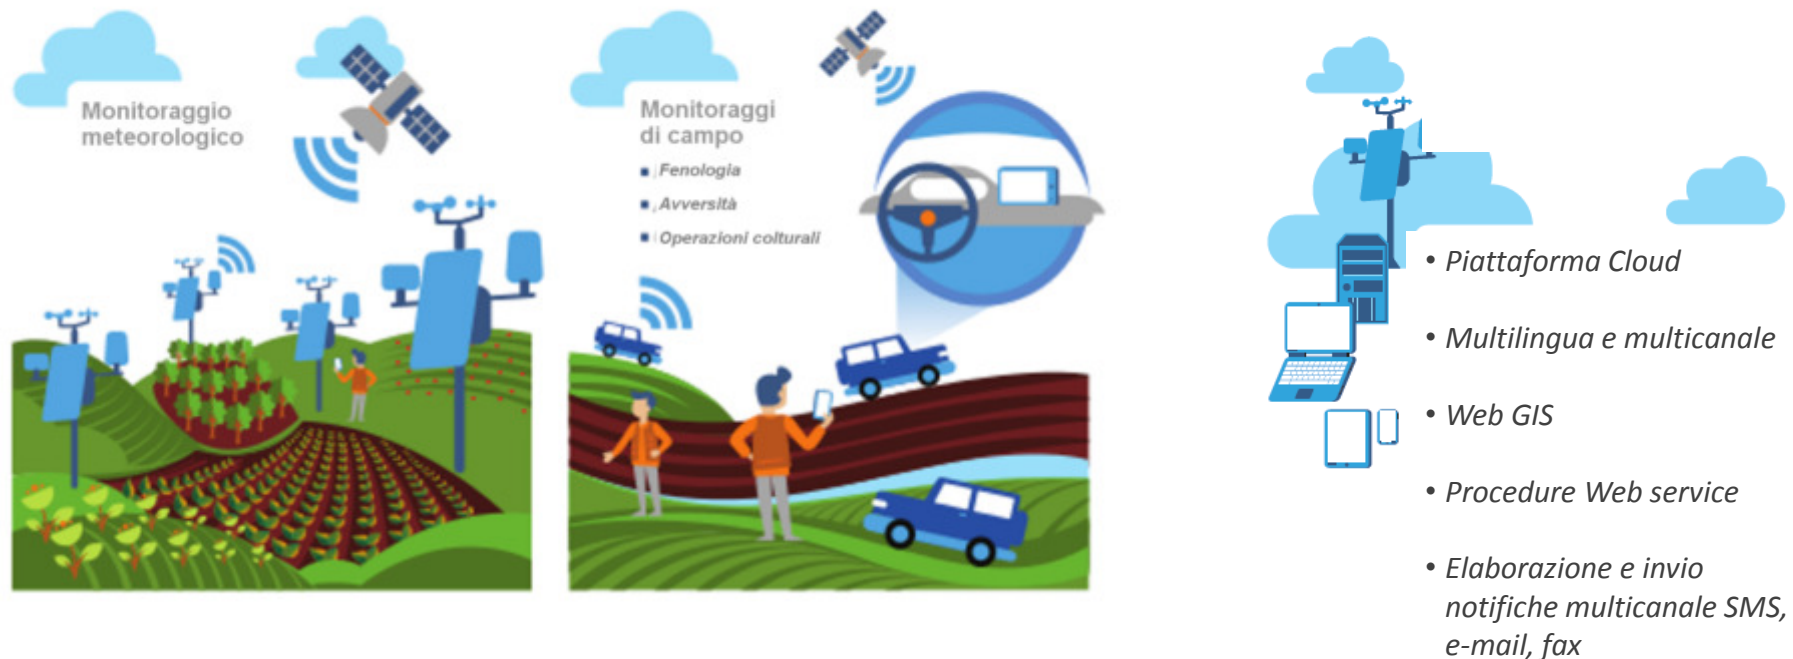 Monitoraggio
meteorologico
Monitoraggi
di campo
Fenologia
Avversità
Operazioni colturali
• Piattaforma Cloud
• Multilingua e multicanale
• Web GIS
• Procedure Web service
• Elaborazione e invio
notifiche multicanale SMS,
e-mail, fax